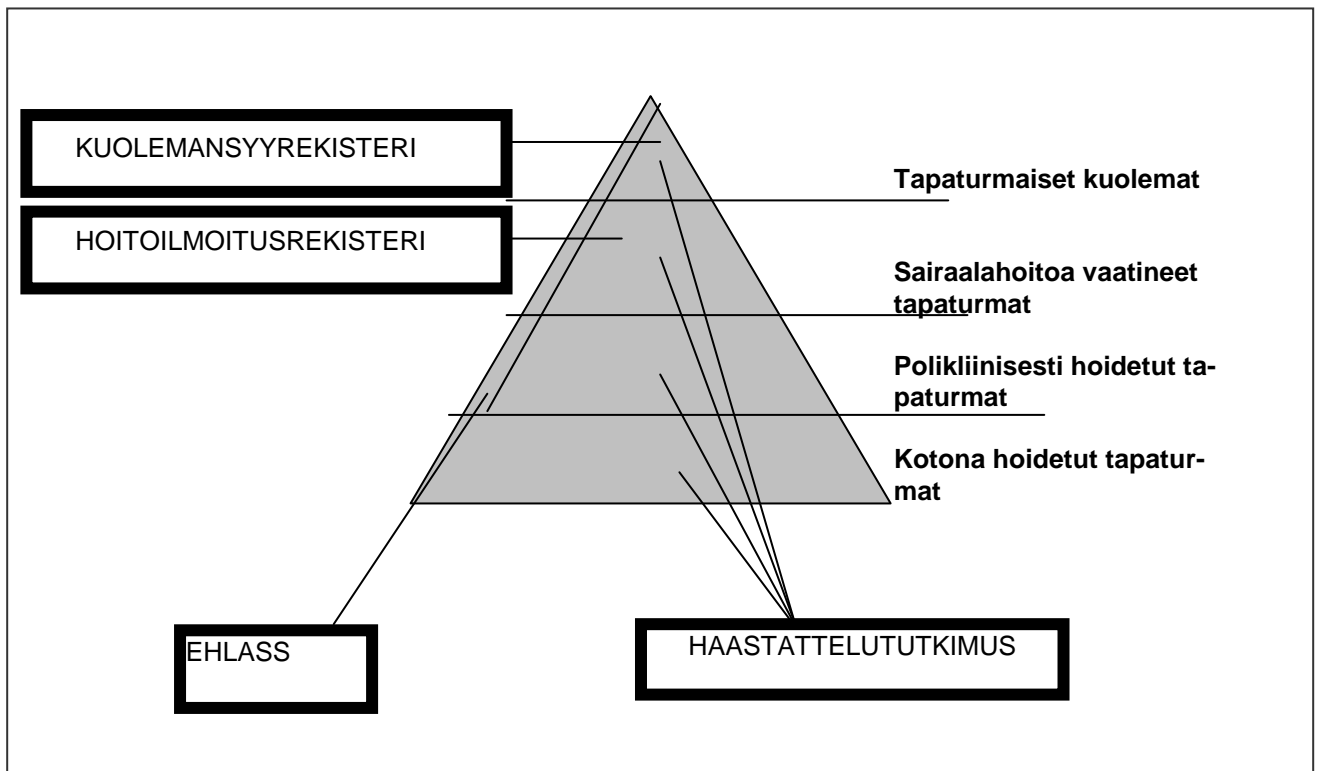 KUOLEMANSYYREKISTERI
HOITOILMOITUSREKISTERI
Tapaturmaiset kuolemat
Sairaalahoitoa vaatineet
tapaturmat
Polikliinisesti hoidetut ta-
paturmat
Kotona hoidetut tapatur-
mat
EHLASS
HAASTATTELUTUTKIMUS